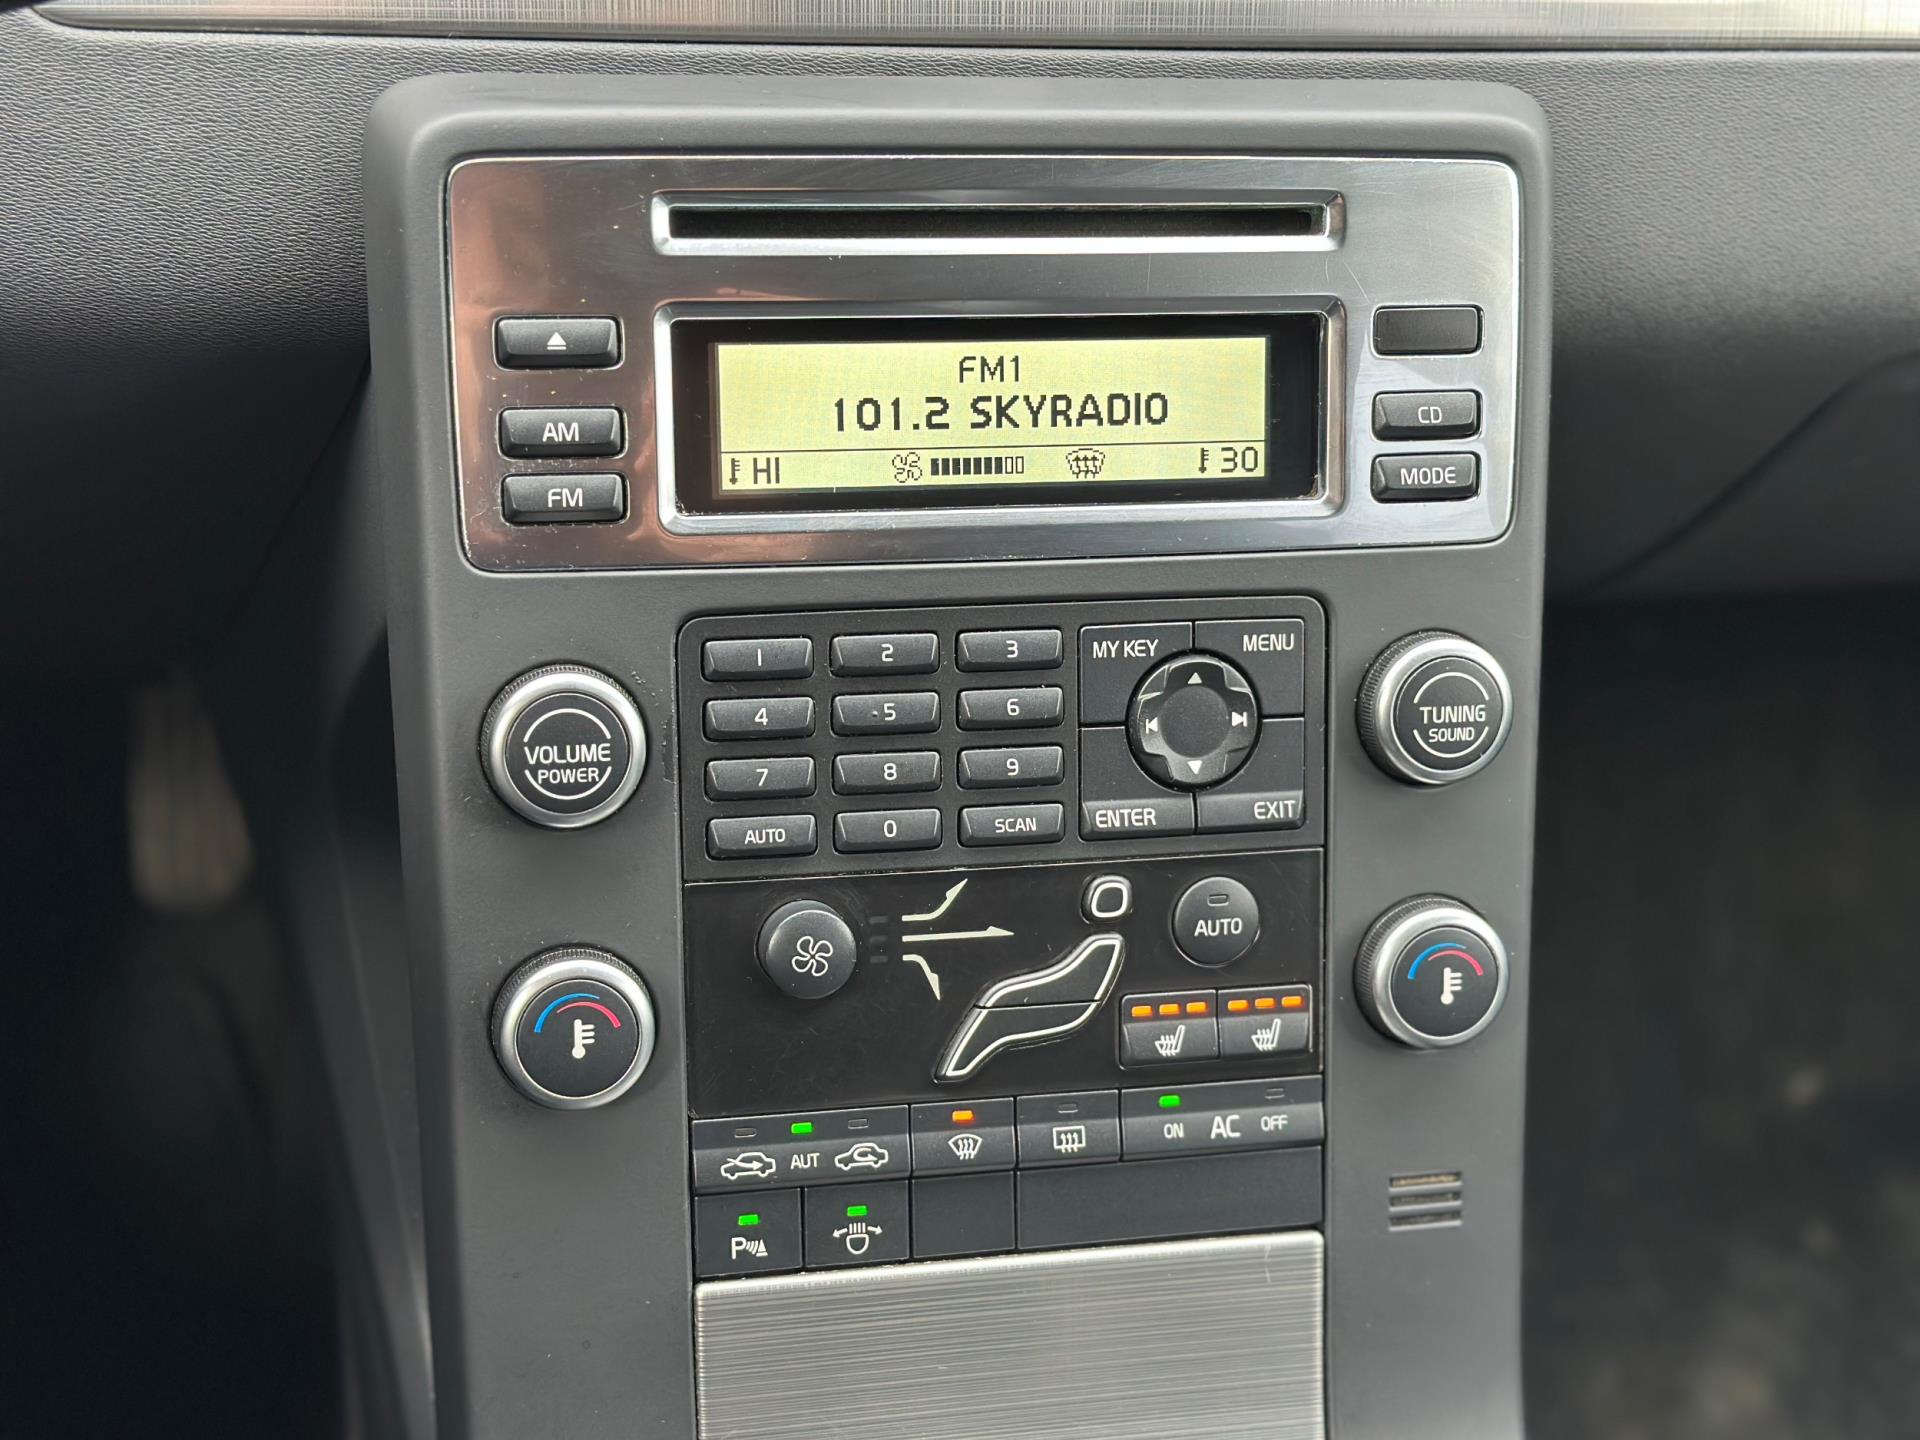 FM1
101.2 SKYRADIO
HI
30
AM
FM
CD
MODE
1
2
3
4
5
6
7
8
9
AUTO
0
SCAN
MY KEY
MENU
ENTER
EXIT
VOLUME
POWER
TUNING
SOUND
AUTO
AUT
ON
AC
OFF
P